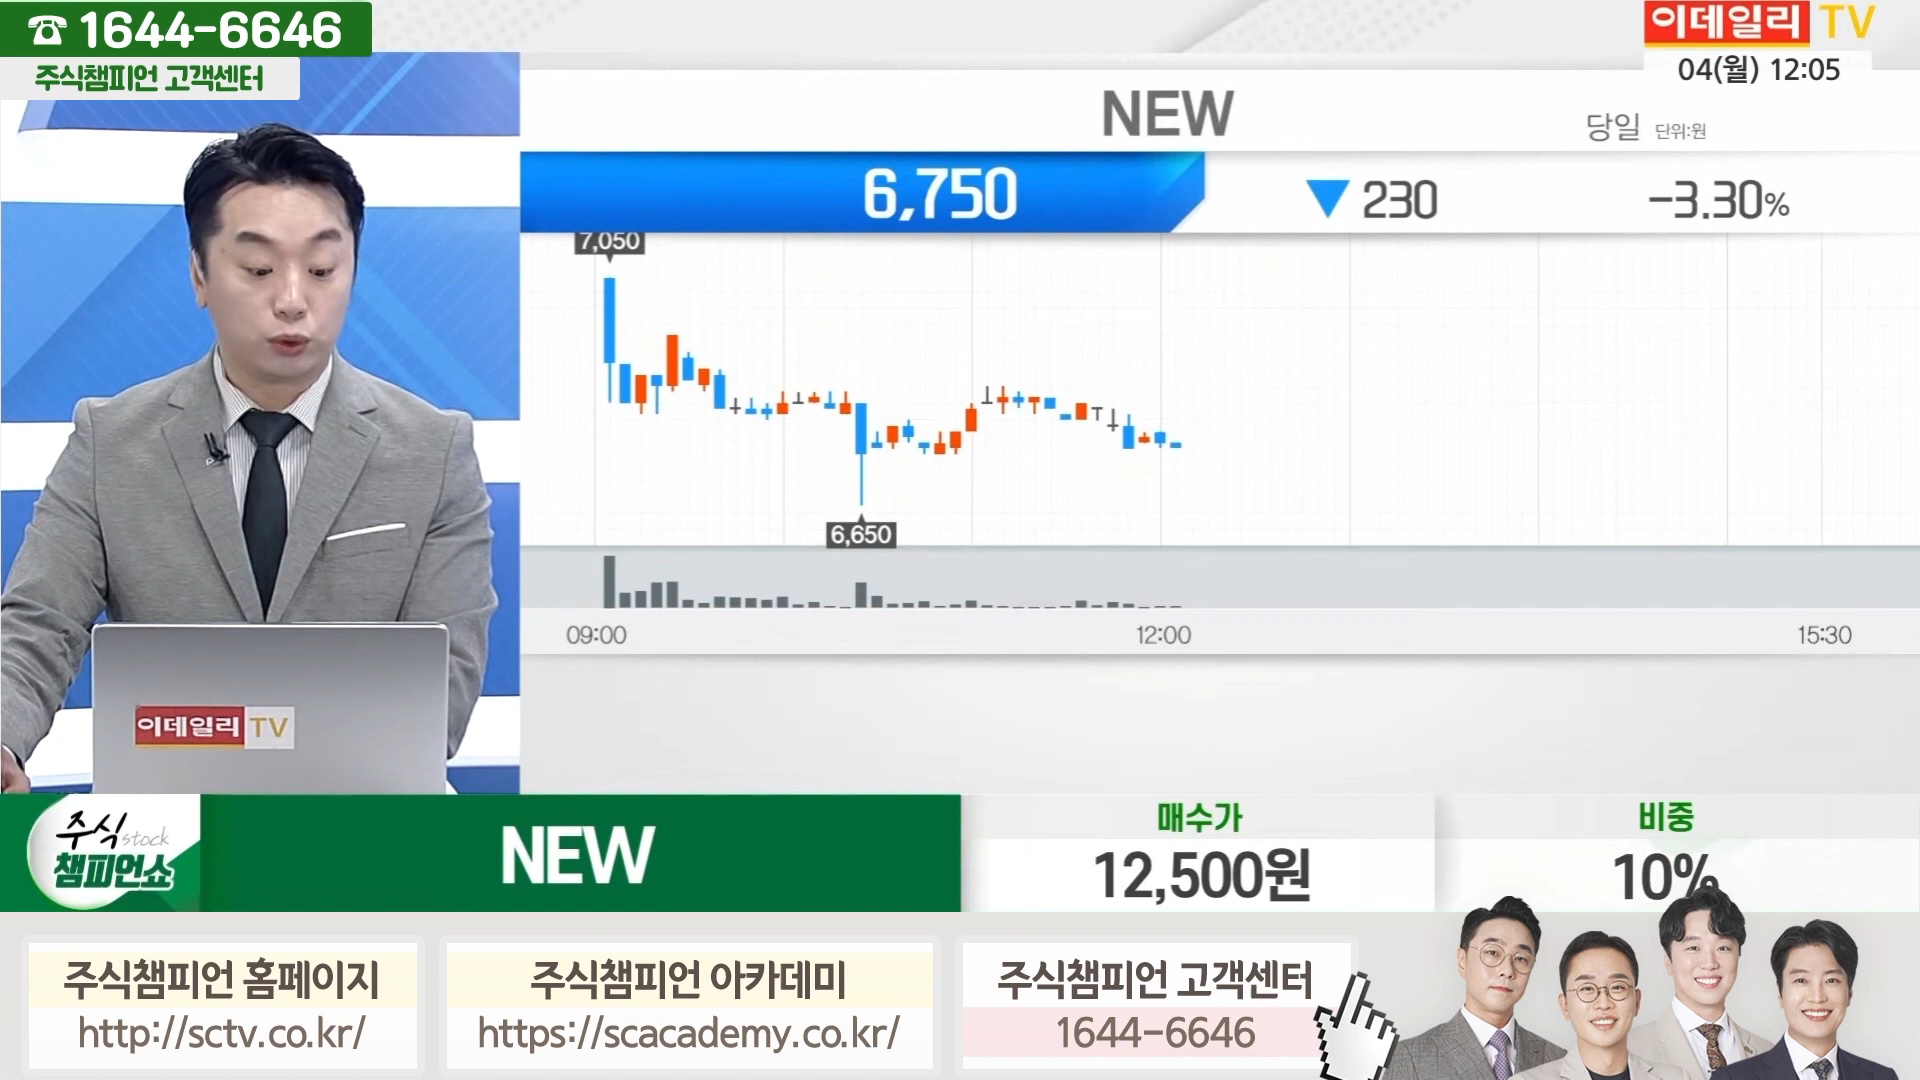 ☎ 1644-6646
주식챔피언 고객센터
이데일리 TV
04(월) 12:05
NEW
당일 단위:원
6,750 ▼ 230 -3.30%
7,050
6,650
09:00 12:00 15:30
이데일리 TV
주식 stock
챔피언쇼
NEW
매수가
12,500원
비중
10%
주식챔피언 홈페이지
http://sctv.co.kr/
주식챔피언 아카데미
https://scacademy.co.kr/
주식챔피언 고객센터
1644-6646